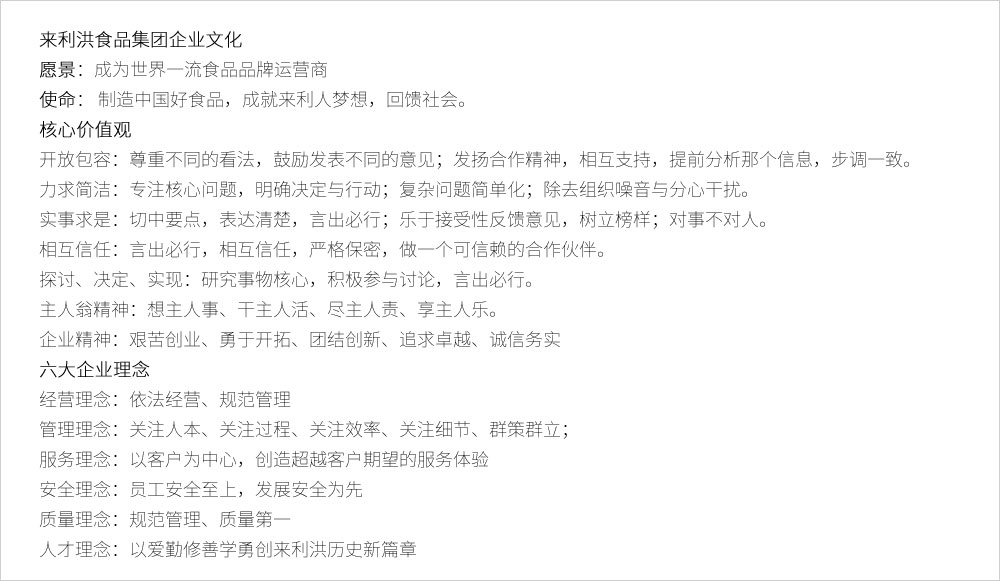 来利洪食品集团企业文化
愿景：成为世界一流食品品牌运营商
使命： 制造中国好食品，成就来利人梦想，回馈社会。
核心价值观
开放包容：尊重不同的看法，鼓励发表不同的意见；发扬合作精神，相互支持，提前分析那个信息，步调一致。
力求简洁：专注核心问题，明确决定与行动；复杂问题简单化；除去组织噪音与分心干扰。
实事求是：切中要点，表达清楚，言出必行；乐于接受性反馈意见，树立榜样；对事不对人。
相互信任：言出必行，相互信任，严格保密，做一个可信赖的合作伙伴。
探讨、决定、实现：研究事物核心，积极参与讨论，言出必行。
主人翁精神：想主人事、干主人活、尽主人责、享主人乐。
企业精神：艰苦创业、勇于开拓、团结创新、追求卓越、诚信务实
六大企业理念
经营理念：依法经营、规范管理
管理理念：关注人本、关注过程、关注效率、关注细节、群策群立；
服务理念：以客户为中心，创造超越客户期望的服务体验
安全理念：员工安全至上，发展安全为先
质量理念：规范管理、质量第一
人才理念：以爱勤修善学勇创来利洪历史新篇章